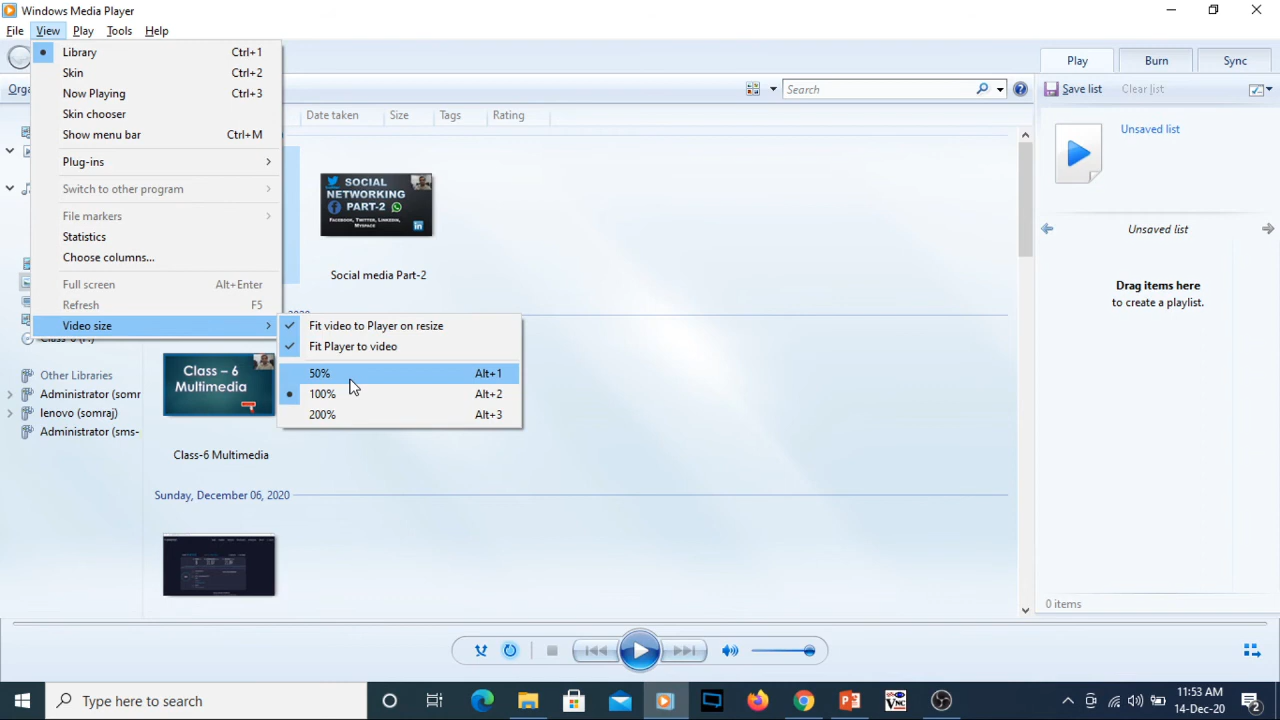 Windows Media Player
File View Play Tools Help
Library Ctrl+1
Skin Ctrl+2
Now Playing Ctrl+3
Skin chooser
Show menu bar Ctrl+M
Plug-ins
Switch to other program
File markers
Statistics
Choose columns...
Full screen Alt+Enter
Refresh F5
Video size
Fit video to Player on resize
Fit Player to video
50% Alt+1
100% Alt+2
200% Alt+3
Play Burn Sync
Search
Save list Clear list
Date taken Size Tags Rating
Unsaved list
SOCIAL
NETWORKING
PART-2
FACEBOOK, TWITTER, LINKEDIN,
MYSPACE
Social media Part-2
Unsaved list
Drag items here
to create a playlist.
Other Libraries
Administrator (somr
lenovo (somraj)
Administrator (sms-
Class – 6
Multimedia
Class-6 Multimedia
Sunday, December 06, 2020
0 items
Type here to search
11:53 AM
14-Dec-20
2